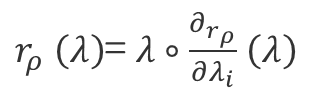 r_ρ (λ)= λ ∘ ∂r_ρ/∂λ_i (λ)